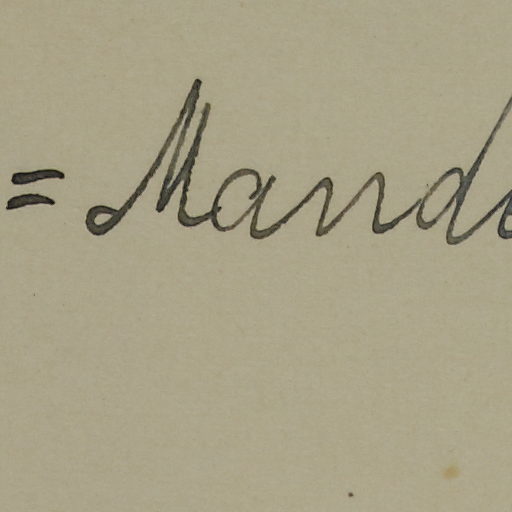 = Mand